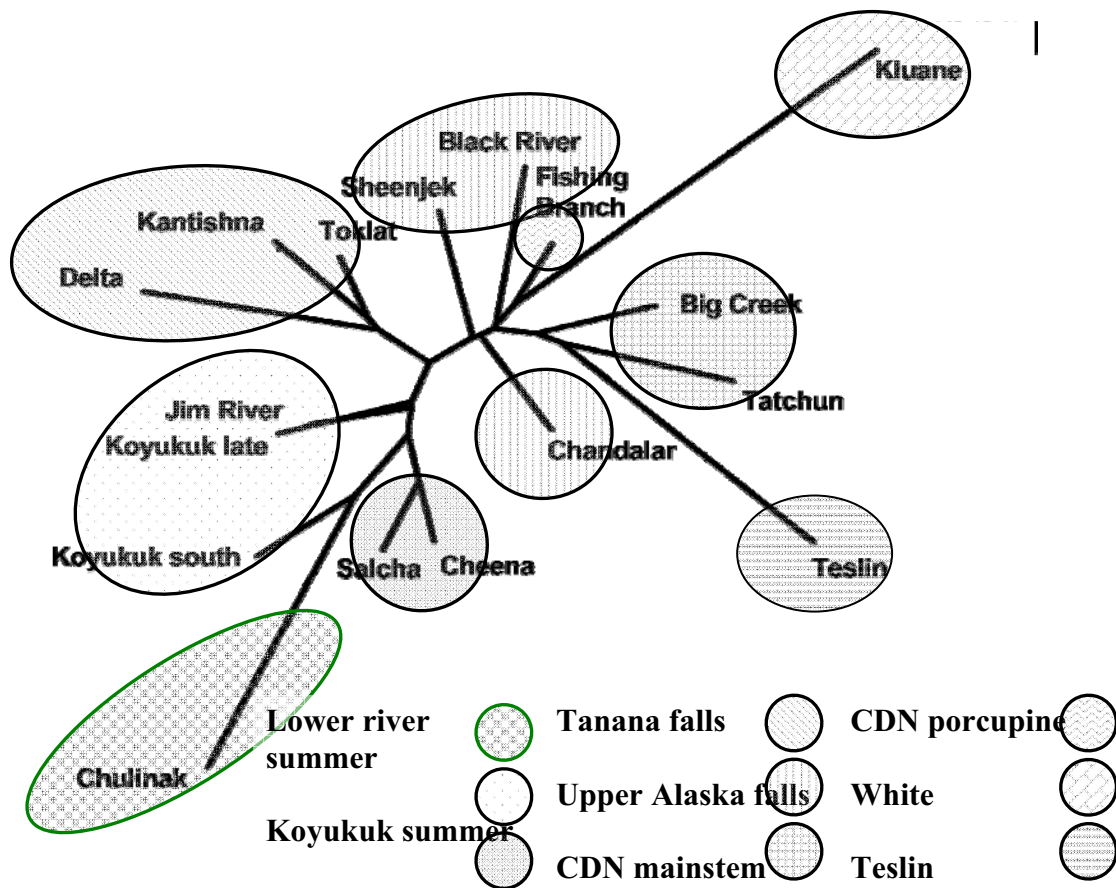 Kluane
Black River
Fishing
Branch
Sheenjek
Kantishna
Toklat
Delta
Big Creek
Tatchun
Jim River
Koyukuk late
Chandalar
Koyukuk south
Salcha
Cheena
Teslin
Chulinak
Lower river
summer
Koyukuk summer
Tanana falls
Upper Alaska falls
CDN mainstem
CDN porcupine
White
Teslin